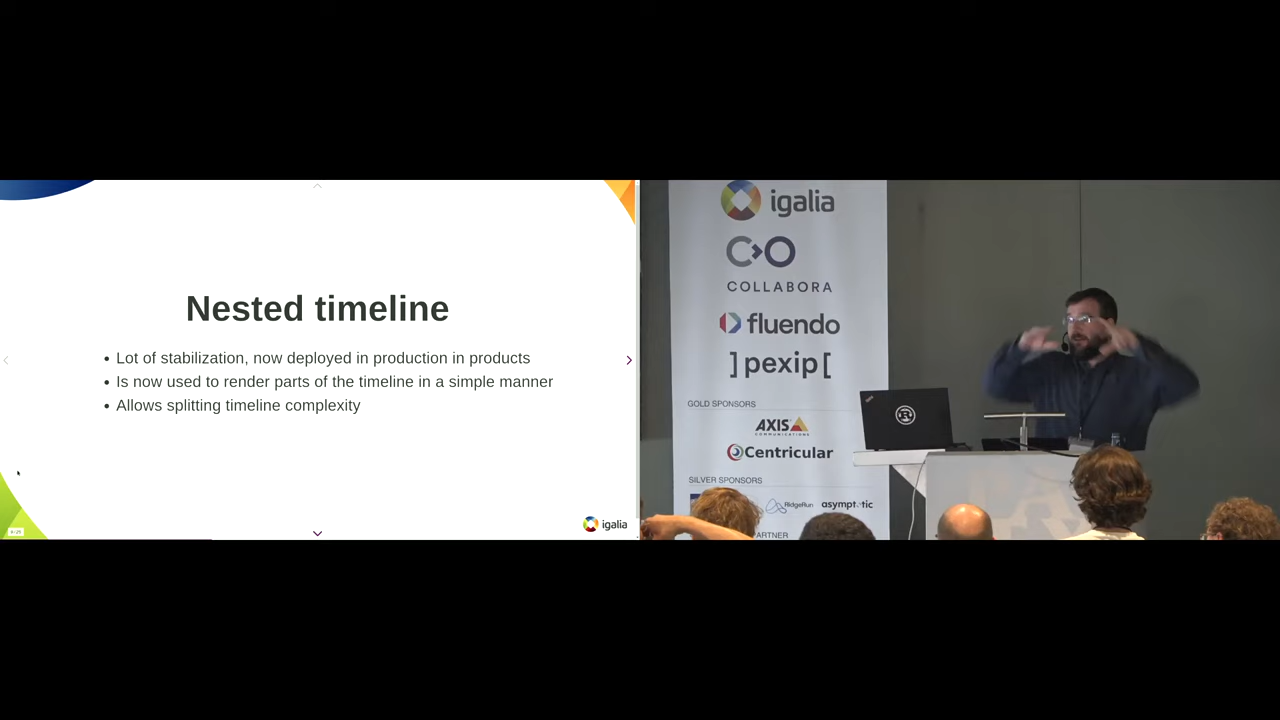 Nested timeline
Lot of stabilization, now deployed in production in products
Is now used to render parts of the timeline in a simple manner
Allows splitting timeline complexity
igalia
igalia
COLLABORA
fluendo
]pexip[
GOLD SPONSORS
AXIS
COMMUNICATIONS
Centricular
SILVER SPONSORS
RidgeRun
asymptotic
PARTNER